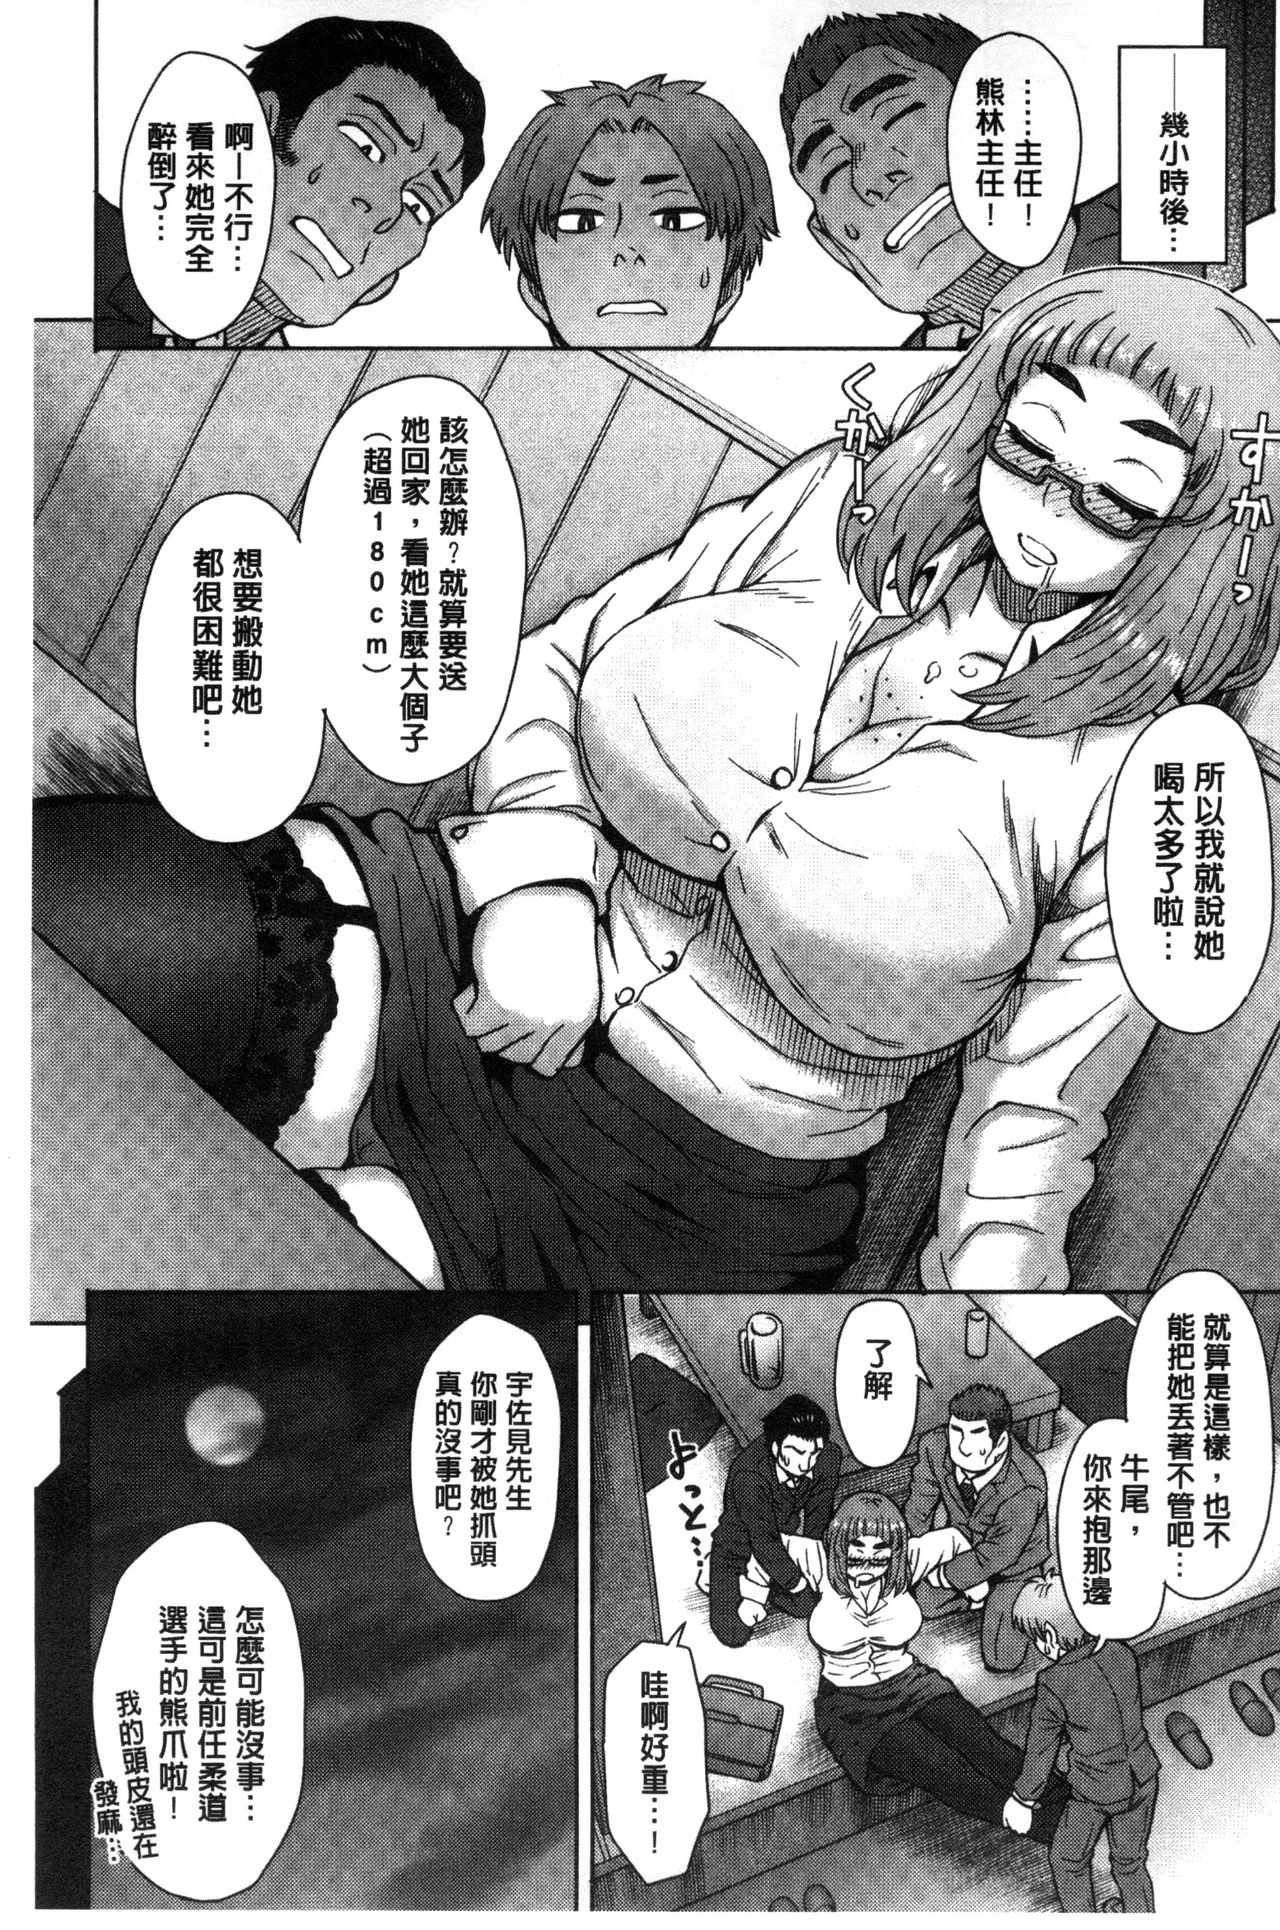 幾小時後…
……主任！
熊林主任！
啊—不行…
看來她完全
醉倒了…
すかーっ
くかーっ
所以我就說她
喝太多了啦…
該怎麼辦？就算要送
她回家，看她這麼大個子
（超過180cm）
想要搬動她
都很困難吧…
就算是這樣，也不
能把她丟著不管吧…
牛尾，
你來抱那邊
了解
よっと…
哇啊好重…！
宇佐見先生
你剛才被她抓頭
真的沒事吧？
怎麼可能沒事…
這可是前任柔道
選手的熊爪啦！
我的頭皮還在
發麻…